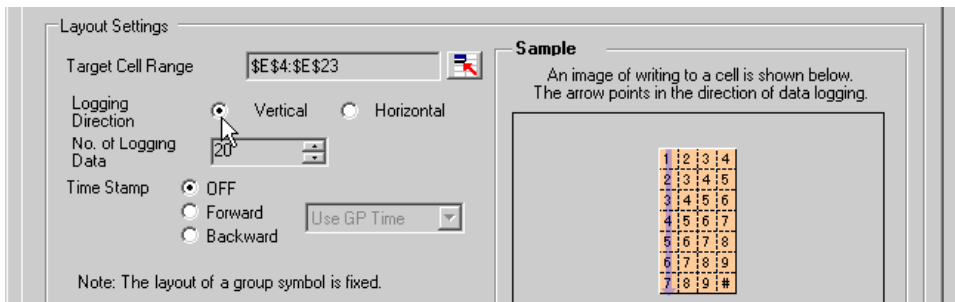 Layout Settings
Target Cell Range $E$4:$E$23
Logging Direction Vertical Horizontal
No. of Logging Data 20
Time Stamp OFF
Forward Use GP Time
Backward
Note: The layout of a group symbol is fixed.
Sample
An image of writing to a cell is shown below.
The arrow points in the direction of data logging.
1 2 3 4
2 3 4 5
3 4 5 6
4 5 6 7
5 6 7 8
6 7 8 9
7 8 9 #